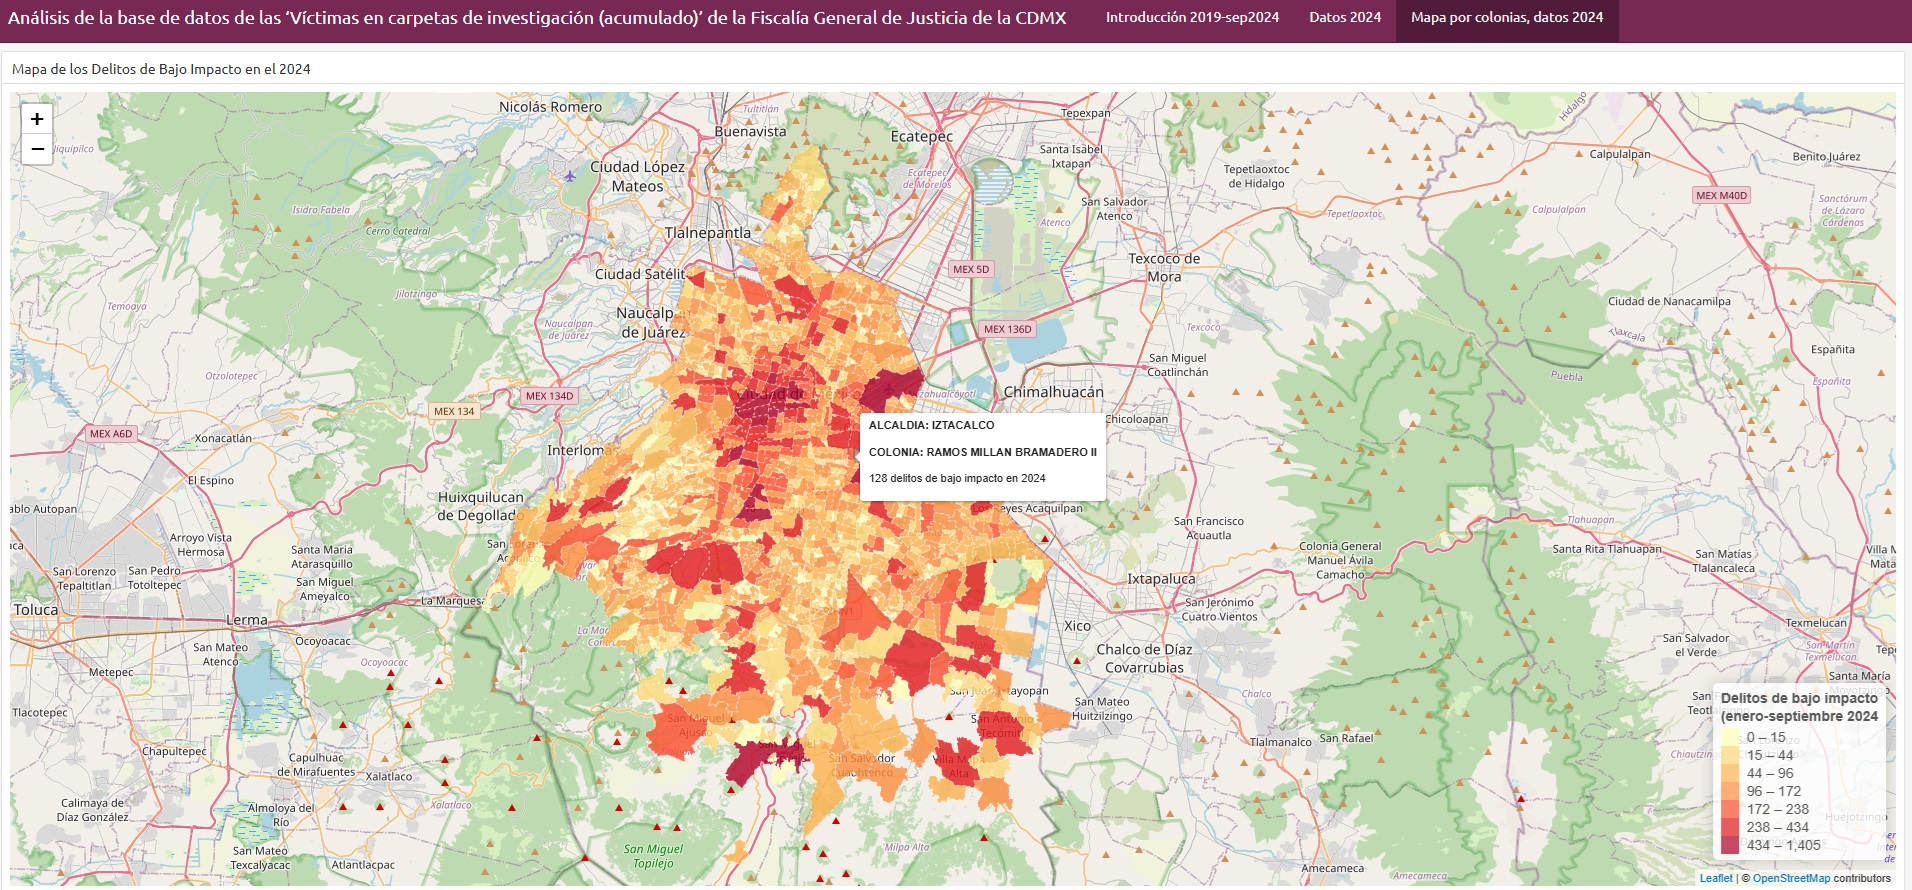 Análisis de la base de datos de las ‘Víctimas en carpetas de investigación (acumulado)’ de la Fiscalía General de Justicia de la CDMX
Introducción 2019-sep2024
Datos 2024
Mapa por colonias, datos 2024
Mapa de los Delitos de Bajo Impacto en el 2024
+
−
Nicolás Romero
Buenavista
Tultitlán
Ecatepec
Tepexpan
Hidalgo
Jiquipilco
Ciudad López
Mateos
Santa Isabel
Ixtapan
Calpulalpan
Benito Juárez
Ecatepec
de Morelos
Tepetlaoxtoc
de Hidalgo
MEX M40D
Isidro Fabela
San Salvador
Atenco
Atenco
Tepetlaoxtoc
Calpulalpan
Sanctórum
de Lázaro
Cárdenas
Cerro Catedral
Tlalnepantla
Texcoco de
Mora
Ciudad Satélit
MEX 5D
Jilotzingo
Temoaya
Ciudad de Nanacamilpa
Naucalp
de Juárez
Naucalpan
de Juárez
MEX 136D
Texcoco
Tlaxcala
Españita
San Miguel
Coatlinchán
Otzolotepec
Puebla
Españita
MEX 134D
MEX 134
Chimalhuacán
Chicoloapan
MEX A6D
Xonacatlán
ALCALDIA: IZTACALCO
COLONIA: RAMOS MILLAN BRAMADERO II
128 delitos de bajo impacto en 2024
Interloma
El Espino
Huixquilucan
de Degollado
ablo Autopan
Los Reyes Acaquilpan
San Francisco
Acuautla
Tlahuapan
Arroyo Vista
Hermosa
Santa Maria
Atarasquillo
Colonia General
Manuel Ávila
Camacho
Santa Rita Tlahuapan
San Matías
Tlalancaleca
Villa M
Mata
San Lorenzo
Tepaltitlan
San Pedro
Totoltepec
San Miguel
Ameyalco
Ixtapaluca
La Marquesa
San Jerónimo
Cuatro Vientos
Toluca
Lerma
Xico
Texmelucan
Ocoyoacac
San Mateo
Atenco
Ocoyoacac
Chalco de Díaz
Covarrubias
San Salvador
el Verde
San Martín
Texmelucan
Metepec
Santa María
Chalco
Tlacotepec
San Mateo
Huitzilzingo
San Miguel
Ajusco
San Antonio
Tecómitl
Tlalmanalco
San Rafael
Chapultepec
Capulhuac
de Mirafuentes
Xalatlaco
San Salvador
Cuauhtenco
Villa Milpa
Alta
Calimaya de
Díaz González
Almoloya del
Río
Xalatlaco
San Mateo
Texcalyacac
Atlantlacpac
San Miguel
Topilejo
Milpa Alta
Amecameca
Amecameca
Delitos de bajo impacto
(enero-septiembre 2024
0 – 15
15 – 44
44 – 96
96 – 172
172 – 238
238 – 434
434 – 1,405
Leaflet | © OpenStreetMap contributors